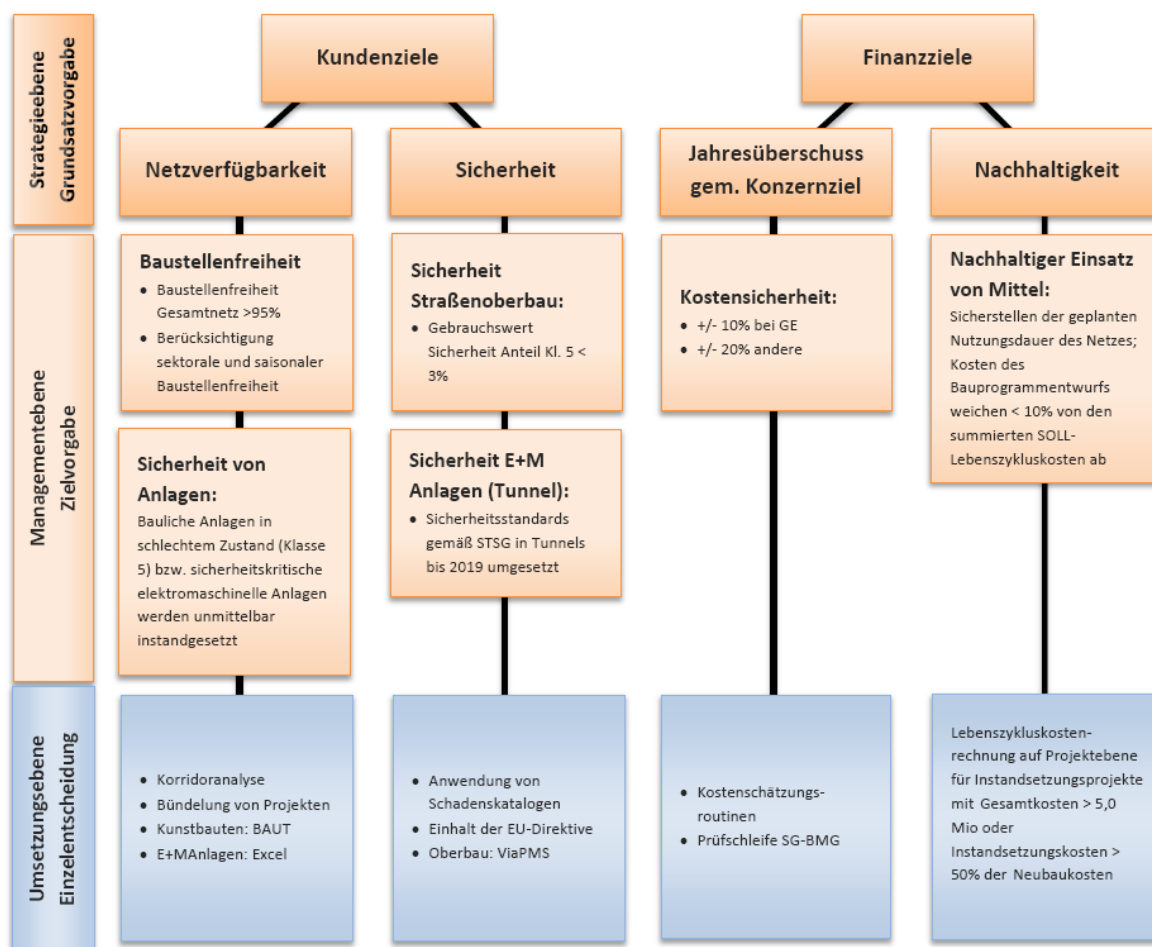 Strategieebene
Grundsatzvorgabe
Kundenziele
Finanzziele
Netzverfügbarkeit
Sicherheit
Jahresüberschuss
gem. Konzernziel
Nachhaltigkeit
Managementebene
Zielvorgabe
Baustellenfreiheit
• Baustellenfreiheit
Gesamtnetz >95%
• Berücksichtigung
sektorale und saisonaler
Baustellenfreiheit
Sicherheit von
Anlagen:
Bauliche Anlagen in
schlechtem Zustand (Klasse
5) bzw. sicherheitskritische
elektromaschinelle Anlagen
werden unmittelbar
instandgesetzt
Sicherheit
Straßenoberbau:
• Gebrauchswert
Sicherheit Anteil Kl. 5 <
3%
Sicherheit E+M
Anlagen (Tunnel):
• Sicherheitsstandards
gemäß STSG in Tunnels
bis 2019 umgesetzt
Kostensicherheit:
• +/- 10% bei GE
• +/- 20% andere
Nachhaltiger Einsatz
von Mittel:
Sicherstellen der geplanten
Nutzungsdauer des Netzes;
Kosten des
Bauprogrammentwurfs
weichen < 10% von den
summierten SOLL-
Lebenszykluskosten ab
Umsetzungsebene
Einzelentscheidung
• Korridoranalyse
• Bündelung von Projekten
• Kunstbauten: BAUT
• E+MAnlagen: Excel
• Anwendung von
Schadenskatalogen
• Einhalt der EU-Direktive
• Oberbau: ViaPMS
• Kostenschätzungs-
routinen
• Prüfschleife SG-BMG
Lebenszykluskosten-
rechnung auf Projektebene
für Instandsetzungsprojekte
mit Gesamtkosten > 5,0
Mio oder
Instandsetzungskosten >
50% der Neubaukosten